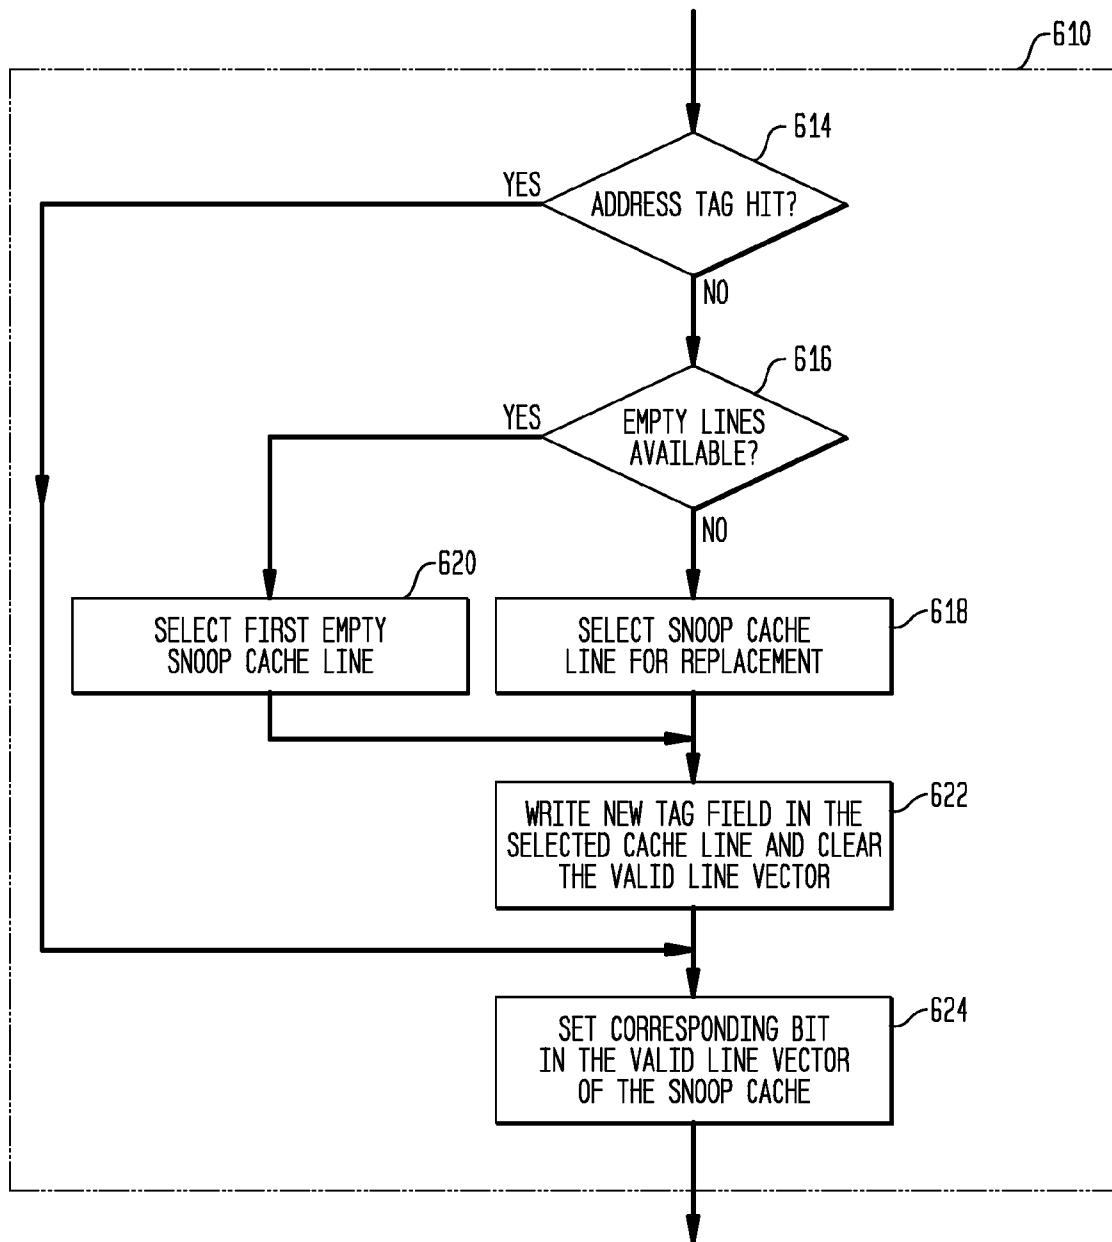 610
614
YES
ADDRESS TAG HIT?
NO
616
YES
EMPTY LINES
AVAILABLE?
NO
620
SELECT FIRST EMPTY
SNOOP CACHE LINE
618
SELECT SNOOP CACHE
LINE FOR REPLACEMENT
622
WRITE NEW TAG FIELD IN THE
SELECTED CACHE LINE AND CLEAR
THE VALID LINE VECTOR
624
SET CORRESPONDING BIT
IN THE VALID LINE VECTOR
OF THE SNOOP CACHE